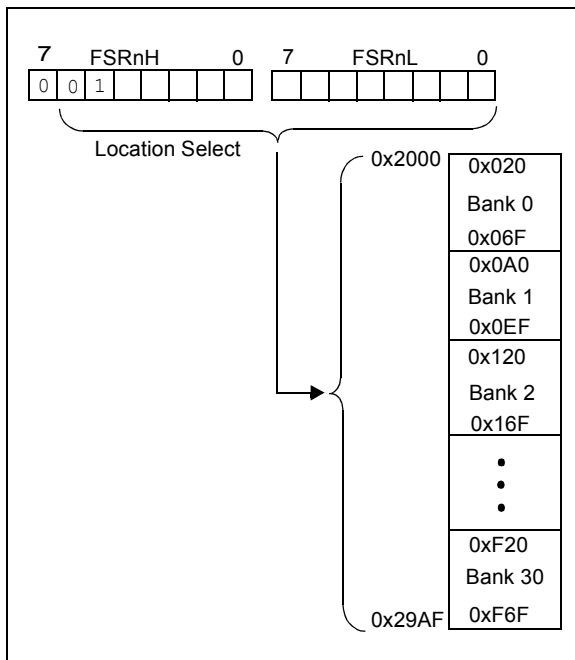 7 FSRnH 0 7 FSRnL 0
0 0 1
Location Select
0x2000
0x020
Bank 0
0x06F
0x0A0
Bank 1
0x0EF
0x120
Bank 2
0x16F
0xF20
Bank 30
0xF6F
0x29AF